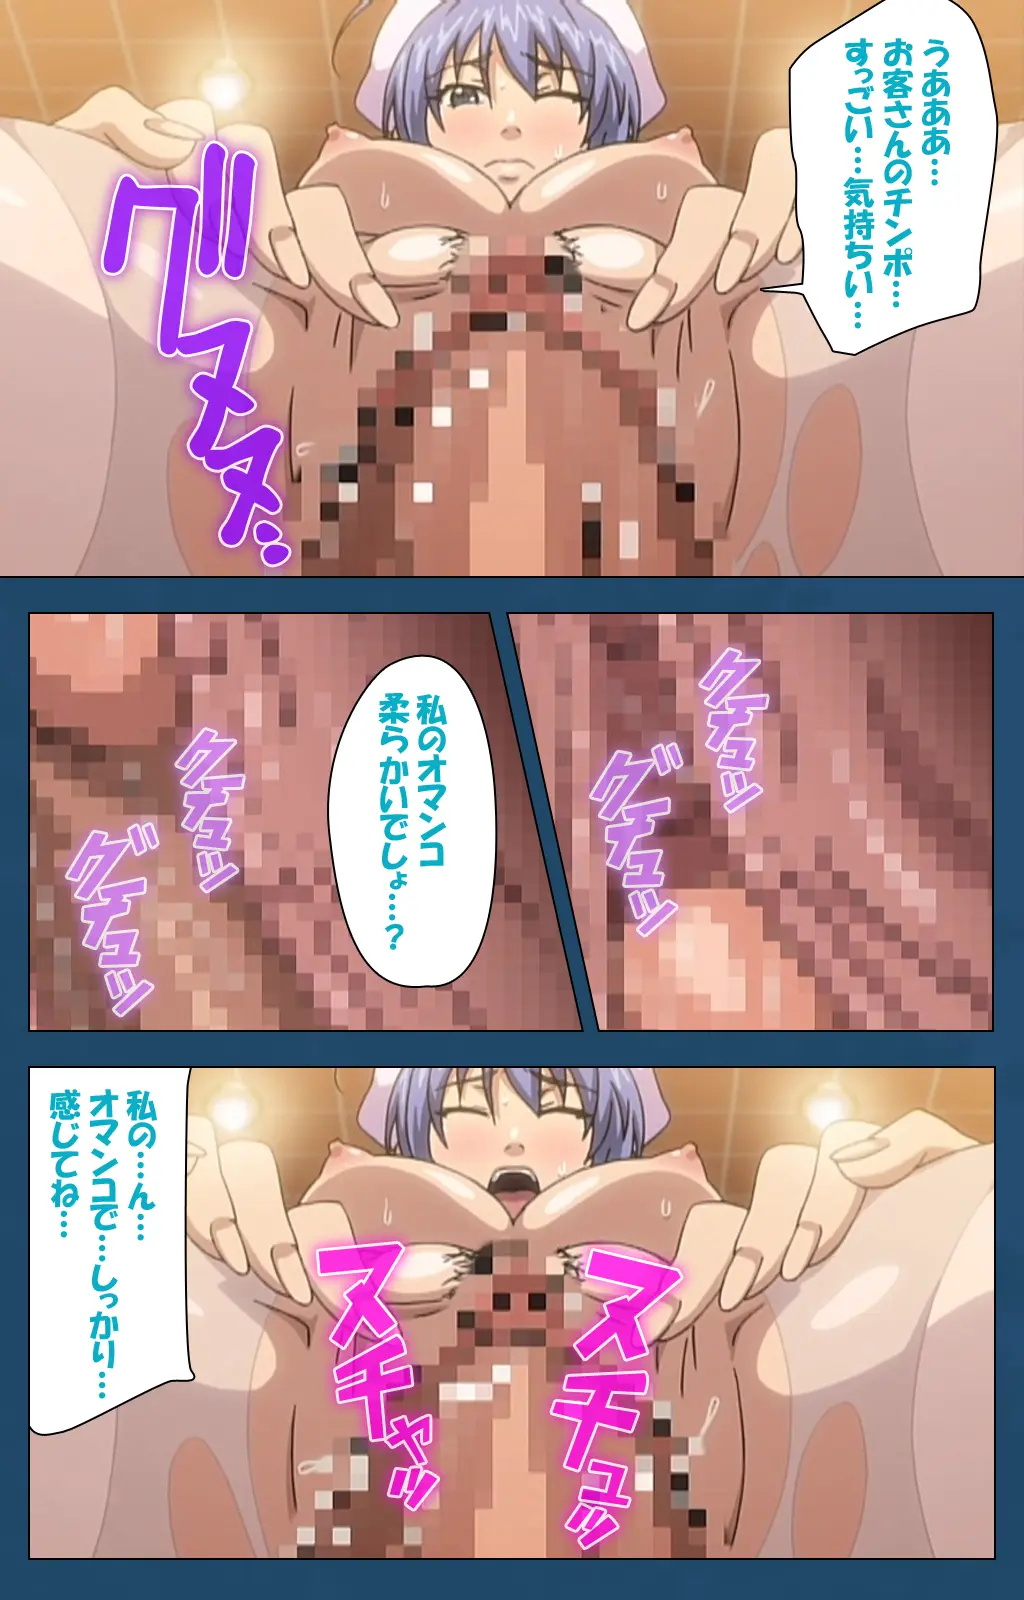 うあああ…
お客さんのチンポ…
すっごい…気持ちい…
グメメメ…
クチュッ
グチュッ
私のオマンコ
柔らかいでしょ…？
クチュッ
グチュッ
ヌチュッ
ヌチャッ
私の…ん…
オマンコで…しっかり…
感じてね…